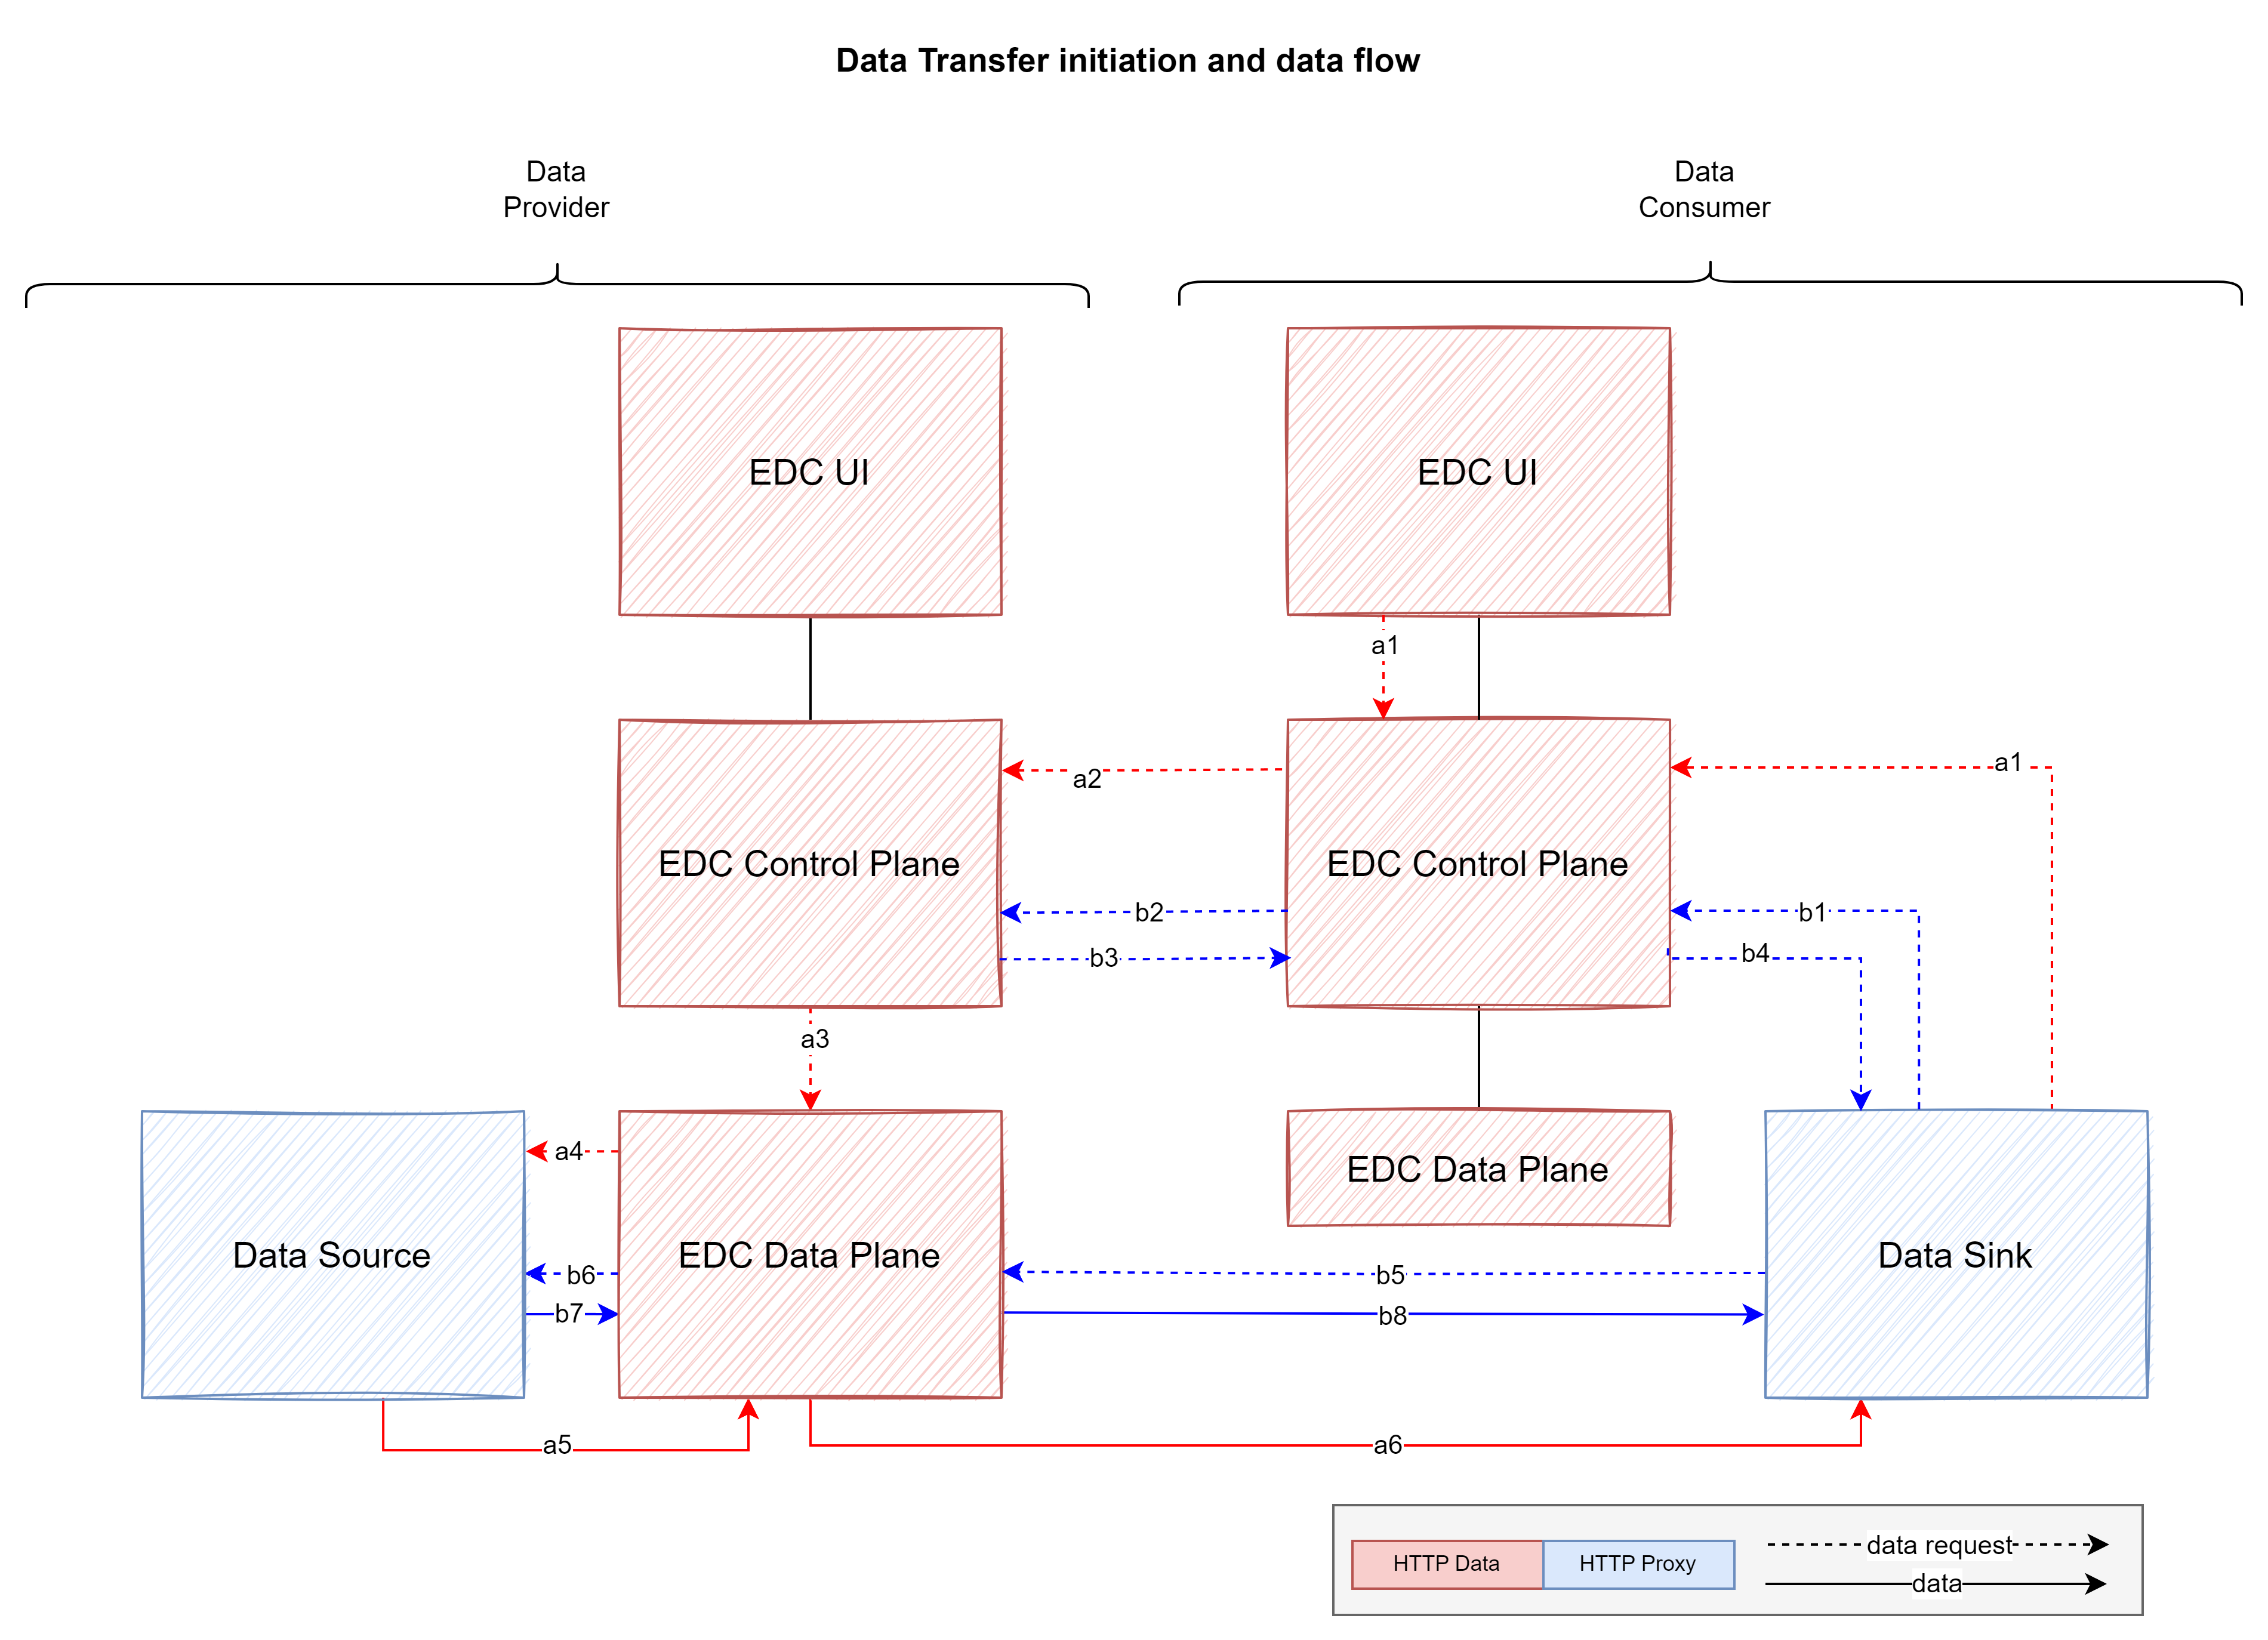 Data Transfer initiation and data flow
Data
Provider
Data
Consumer
EDC UI
EDC UI
a1
EDC Control Plane
EDC Control Plane
a2
a1
b2
b1
b3
b4
a3
Data Source
EDC Data Plane
EDC Data Plane
Data Sink
a4
b6
b5
b7
b8
a5
a6
HTTP Data
HTTP Proxy
data request
data